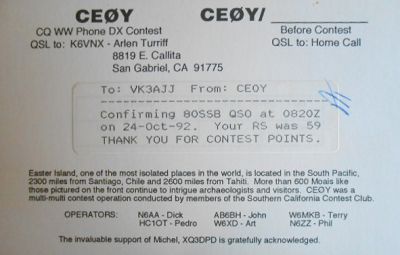 CEØY CEØY/
CQ WW Phone DX Contest Before Contest
QSL to: K6VNX - Arlen Turriff QSL to: Home Call
8819 E. Callita
San Gabriel, CA 91775
To: VK3AJJ From: CEOY
Confirming 80SSB QSO at 0820Z
on 24-Oct-92. Your RS was 59
THANK YOU FOR CONTEST POINTS.
Easter Island, one of the most isolated places in the world, is located in the South Pacific,
2300 miles from Santiago, Chile and 2600 miles from Tahiti. More than 600 Moais like
those pictured on the front continue to intrigue archaeologists and visitors. CEØY was a
multi-multi contest operation conducted by members of the Southern California Contest Club.
OPERATORS: N6AA - Dick AB6BH - John W6MKB - Terry
HC1OT - Pedro W6XD - Art N6ZZ - Phil
The invaluable support of Michel, XQ3DPD is gratefully acknowledged.